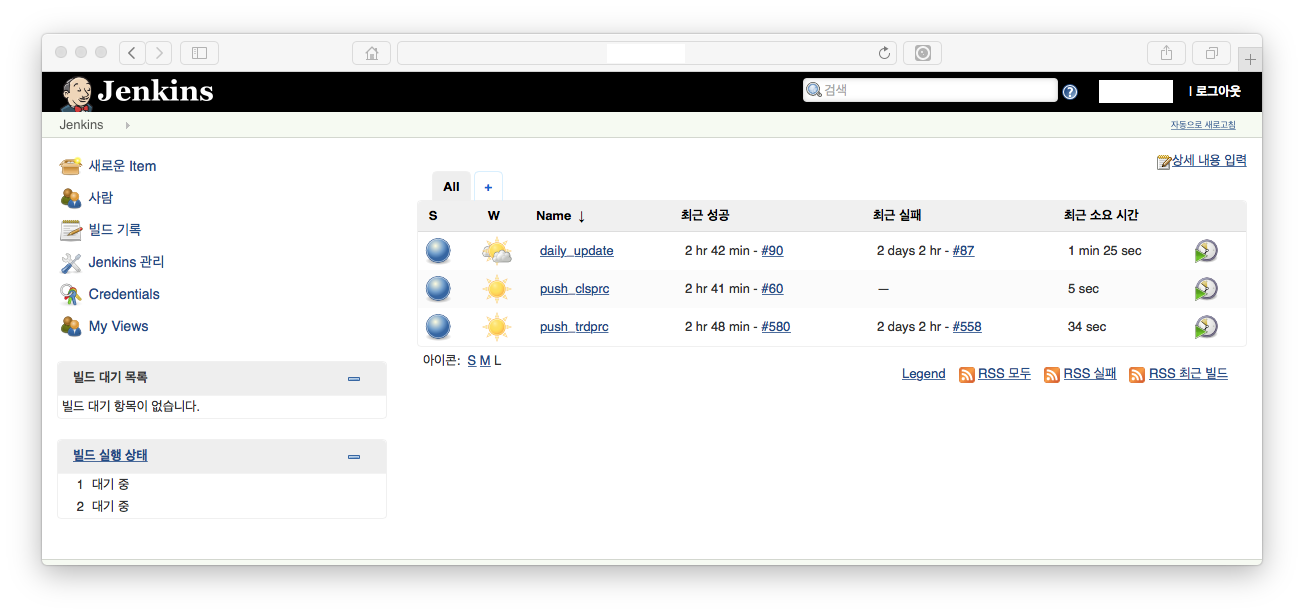 Jenkins
검색
| 로그아웃
Jenkins
자동으로 새로고침
새로운 Item
사람
빌드 기록
Jenkins 관리
Credentials
My Views
빌드 대기 목록
빌드 대기 항목이 없습니다.
빌드 실행 상태
1 대기 중
2 대기 중
상세 내용 입력
All +
S W Name ↓ 최근 성공 최근 실패 최근 소요 시간
daily_update 2 hr 42 min - #90 2 days 2 hr - #87 1 min 25 sec
push_clsprc 2 hr 41 min - #60 — 5 sec
push_trdprc 2 hr 48 min - #580 2 days 2 hr - #558 34 sec
아이콘: S M L
Legend RSS 모두 RSS 실패 RSS 최근 빌드